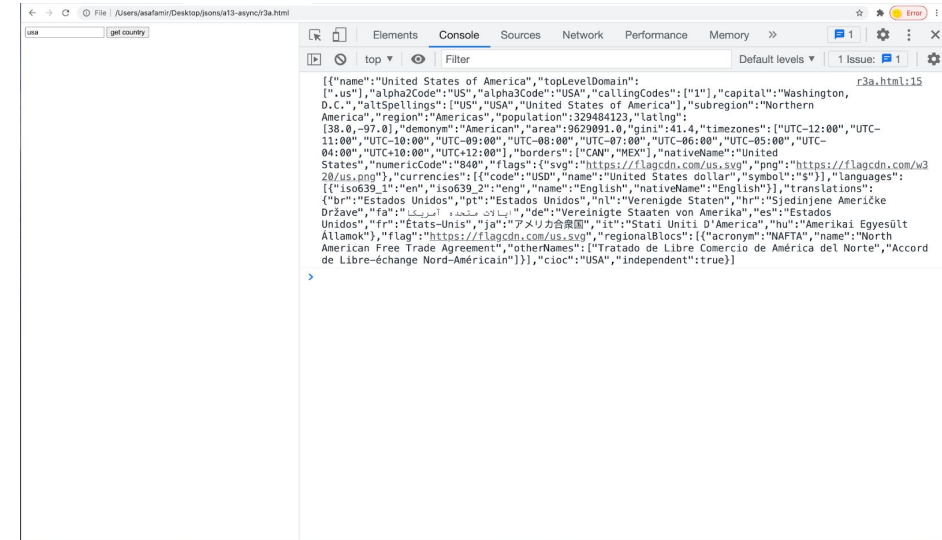 File | /Users/asafamir/Desktop/jsons/a13-async/r3a.html
Error
usa
get country
Elements Console Sources Network Performance Memory »
1
top ▼
Filter
Default levels ▼
1 Issue: 1
r3a.html:15
[{"name":"United States of America","topLevelDomain":
[".us"],"alpha2Code":"US","alpha3Code":"USA","callingCodes":["1"],"capital":"Washington,
D.C.","altSpellings":["US","USA","United States of America"],"subregion":"Northern
America","region":"Americas","population":329484123,"latlng":
[38.0,-97.0],"demonym":"American","area":9629091.0,"gini":41.4,"timezones":["UTC-12:00","UTC-
11:00","UTC-10:00","UTC-09:00","UTC-08:00","UTC-07:00","UTC-06:00","UTC-05:00","UTC-
04:00","UTC+10:00","UTC+12:00"],"borders":["CAN","MEX"],"nativeName":"United
States","numericCode":"840","flags":{"svg":"https://flagcdn.com/us.svg","png":"https://flagcdn.com/w3
20/us.png"},"currencies":[{"code":"USD","name":"United States dollar","symbol":"$"}],"languages":
[{"iso639_1":"en","iso639_2":"eng","name":"English","nativeName":"English"}],"translations":
{"br":"Estados Unidos","pt":"Estados Unidos","nl":"Verenigde Staten","hr":"Sjedinjene Američke
Države","fa":"ایالات متحده آمریکا","de":"Vereinigte Staaten von Amerika","es":"Estados
Unidos","fr":"États-Unis","ja":"アメリカ合衆国","it":"Stati Uniti D'America","hu":"Amerikai Egyesült
Államok"},"flag":"https://flagcdn.com/us.svg","regionalBlocs":[{"acronym":"NAFTA","name":"North
American Free Trade Agreement","otherNames":["Tratado de Libre Comercio de América del Norte","Accord
de Libre-échange Nord-Américain"]}],"cioc":"USA","independent":true}]